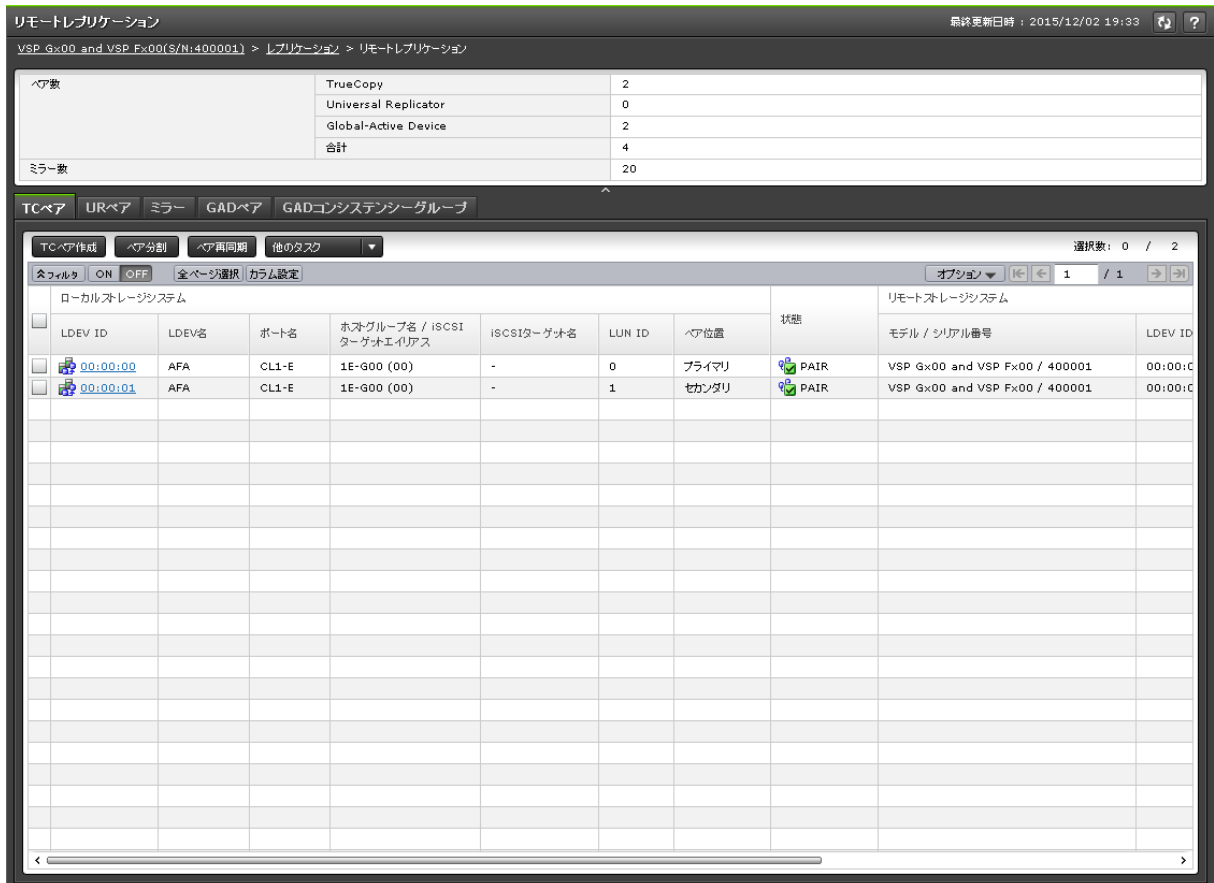 リモートレプリケーション
最終更新日時 : 2015/12/02 19:33 ?
VSP Gx00 and VSP Fx00(S/N:400001) > レプリケーション > リモートレプリケーション
ペア数 TrueCopy 2
Universal Replicator 0
Global-Active Device 2
合計 4
ミラー数 20
TCペア URペア ミラー GADペア GADコンシステンシーグループ
TCペア作成 ペア分割 ペア再同期 他のタスク 選択数: 0 / 2
フィルタ ON OFF 全ページ選択 カラム設定 オプション 1 / 1
ローカルストレージシステム 状態 リモートストレージシステム
LDEV ID LDEV名 ポート名 ホストグループ名 / iSCSI
ターゲットエイリアス iSCSIターゲット名 LUN ID ペア位置 モデル / シリアル番号 LDEV ID
00:00:00 AFA CL1-E 1E-G00 (00) - 0 プライマリ PAIR VSP Gx00 and VSP Fx00 / 400001 00:00:0
00:00:01 AFA CL1-E 1E-G00 (00) - 1 セカンダリ PAIR VSP Gx00 and VSP Fx00 / 400001 00:00:0